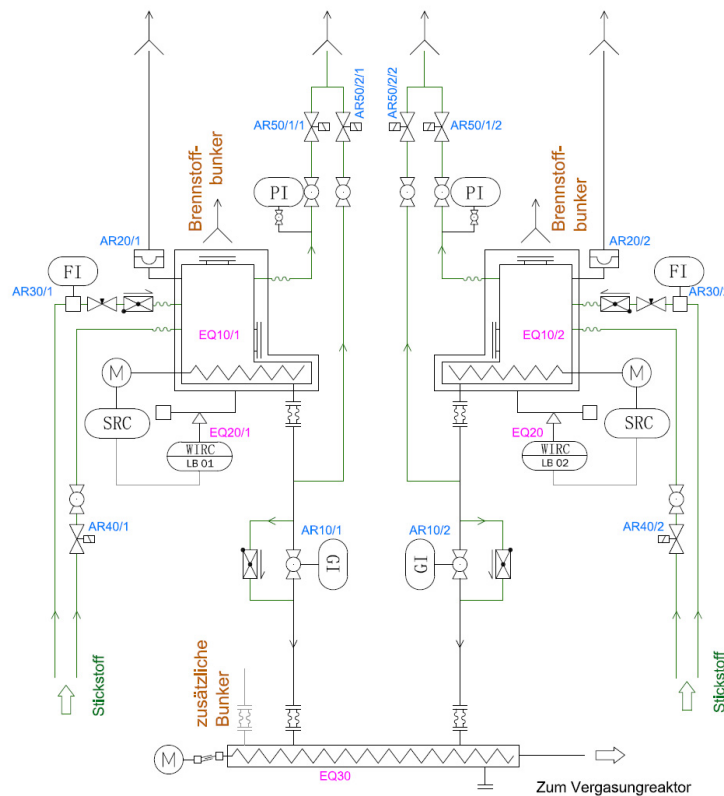 AR50/2/1
AR50/2/2
AR50/1/1
AR50/1/2
Brennstoff-
bunker
Brennstoff-
bunker
PI
PI
AR20/1
AR20/2
FI
FI
AR30/1
AR30/2
EQ10/1
EQ10/2
M
M
SRC
SRC
EQ20/1
EQ20
WIRC
LB 01
WIRC
LB 02
AR40/1
AR10/1
AR10/2
AR40/2
GI
GI
Stickstoff
Stickstoff
zusätzliche
Bunker
M
EQ30
Zum Vergasungreaktor